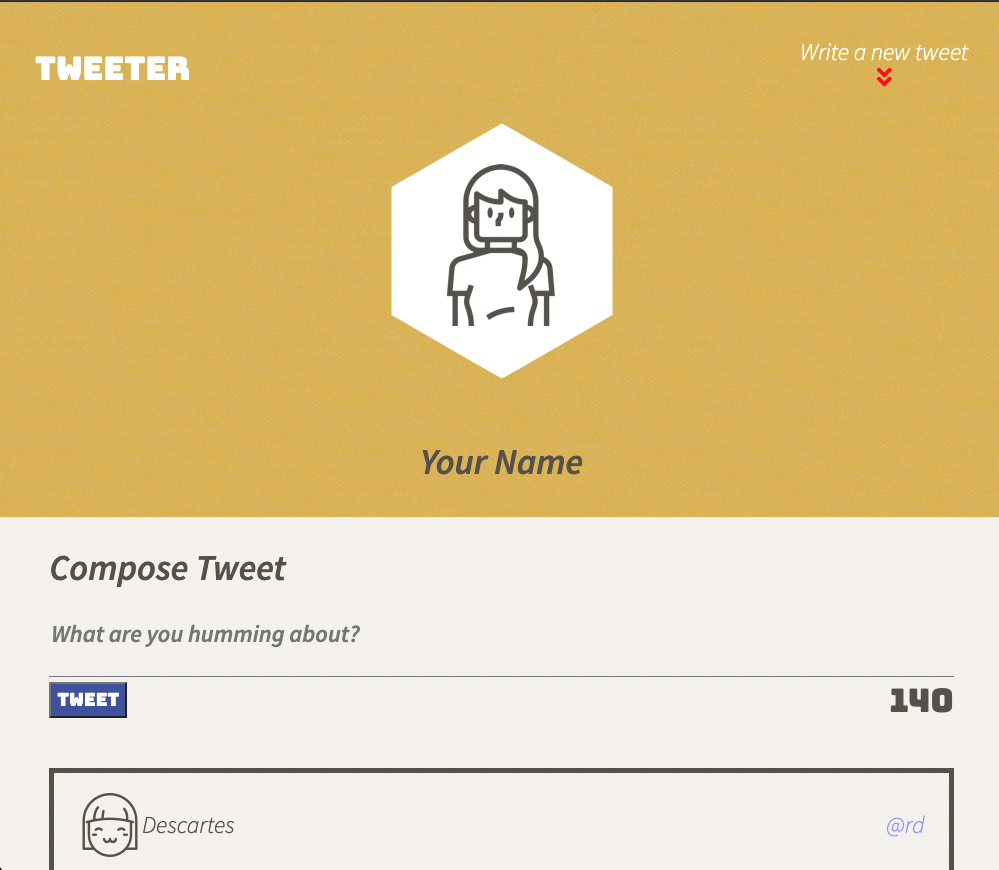 TWEETER
Write a new tweet
Your Name
Compose Tweet
What are you humming about?
TWEET
140
Descartes
@rd